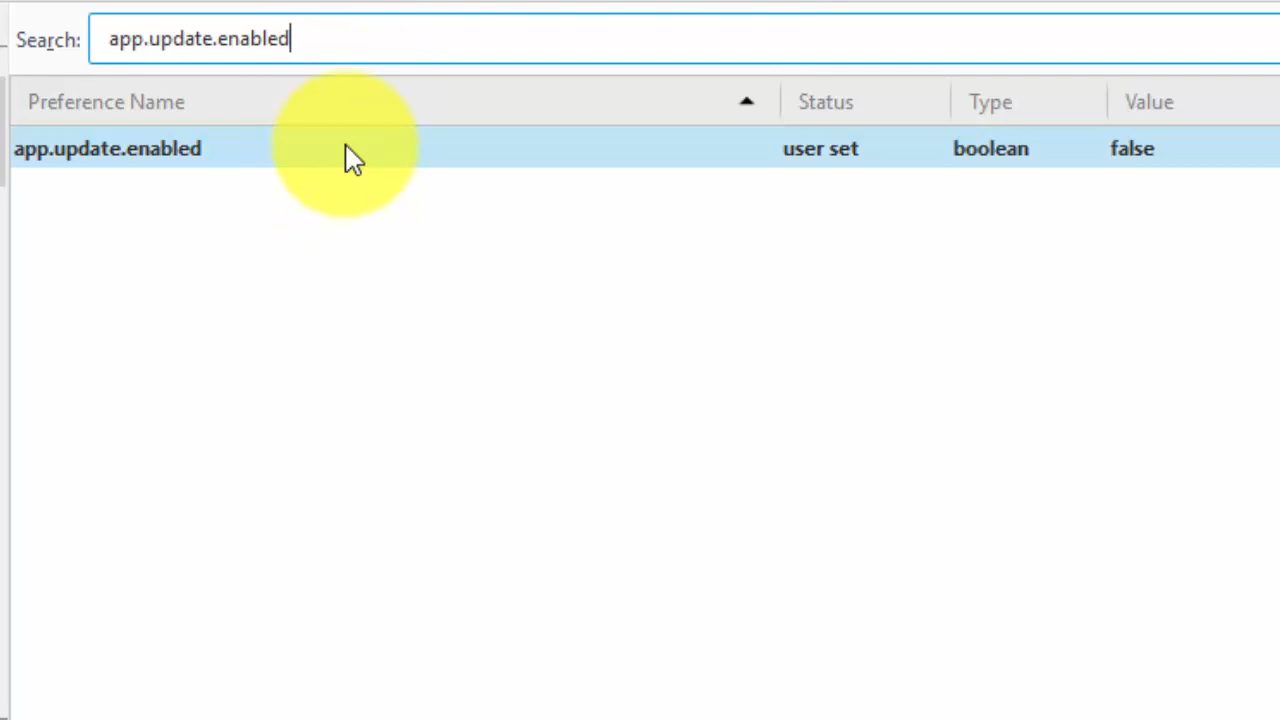 Search: app.update.enabled
Preference Name Status Type Value
app.update.enabled user set boolean false